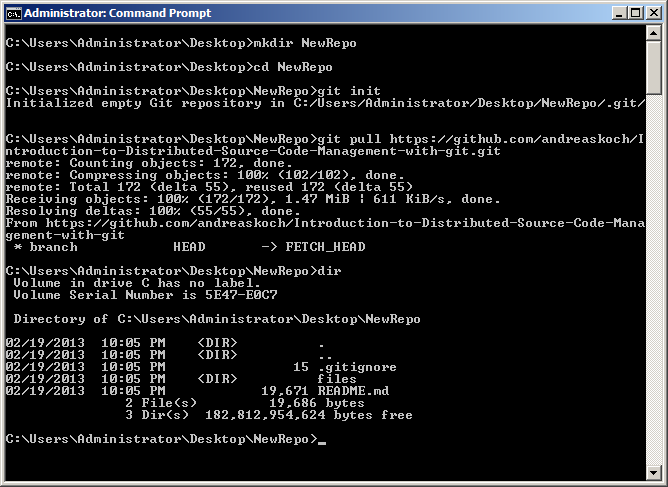 Administrator: Command Prompt
C:\Users\Administrator\Desktop>mkdir NewRepo
C:\Users\Administrator\Desktop>cd NewRepo
C:\Users\Administrator\Desktop\NewRepo>git init
Initialized empty Git repository in C:/Users/Administrator/Desktop/NewRepo/.git/
C:\Users\Administrator\Desktop\NewRepo>git pull https://github.com/andreaskoch/I
ntroduction-to-Distributed-Source-Code-Management-with-git.git
remote: Counting objects: 172, done.
remote: Compressing objects: 100% (102/102), done.
remote: Total 172 (delta 55), reused 172 (delta 55)
Receiving objects: 100% (172/172), 1.47 MiB ¦ 611 KiB/s, done.
Resolving deltas: 100% (55/55), done.
From https://github.com/andreaskoch/Introduction-to-Distributed-Source-Code-Mana
gement-with-git
 * branch            HEAD       -> FETCH_HEAD
C:\Users\Administrator\Desktop\NewRepo>dir
 Volume in drive C has no label.
 Volume Serial Number is 5E47-E0C7
 Directory of C:\Users\Administrator\Desktop\NewRepo
02/19/2013  10:05 PM    <DIR>          .
02/19/2013  10:05 PM    <DIR>          ..
02/19/2013  10:05 PM                15 .gitignore
02/19/2013  10:05 PM    <DIR>          files
02/19/2013  10:05 PM            19,671 README.md
               2 File(s)         19,686 bytes
               3 Dir(s)  182,812,954,624 bytes free
C:\Users\Administrator\Desktop\NewRepo>_